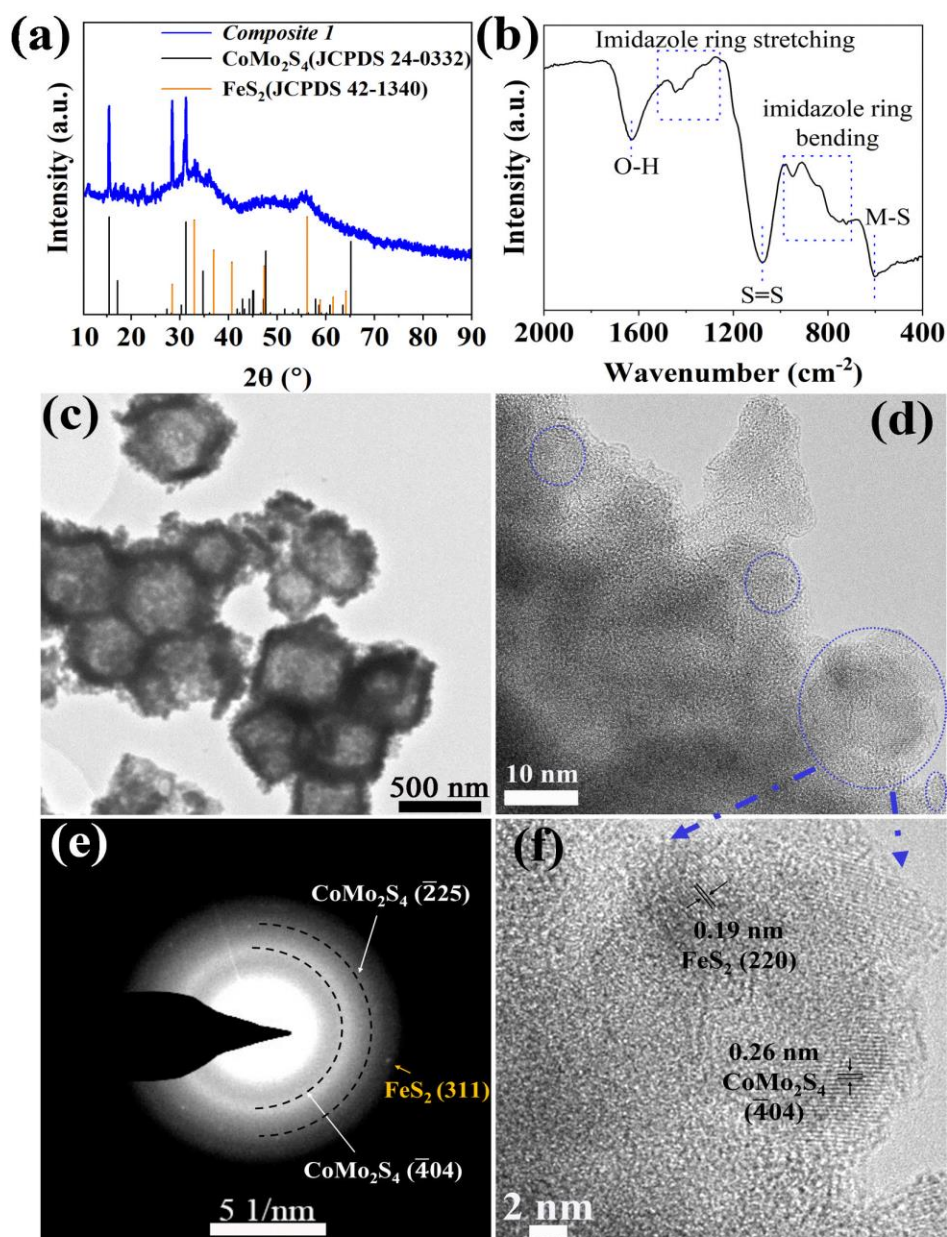 (a)
Composite 1
CoMo₂S₄(JCPDS 24-0332)
FeS₂(JCPDS 42-1340)
Intensity (a.u.)
10 20 30 40 50 60 70 80 90
2θ (°)
(b)
Imidazole ring stretching
imidazole ring
bending
O-H
M-S
S=S
Intensity (a.u.)
2000 1600 1200 800 400
Wavenumber (cm⁻²)
(c)
500 nm
(d)
10 nm
(e)
CoMo₂S₄ (2̅25)
FeS₂ (311)
CoMo₂S₄ (4̅04)
5 1/nm
(f)
0.19 nm
FeS₂ (220)
0.26 nm
CoMo₂S₄
(4̅04)
2 nm